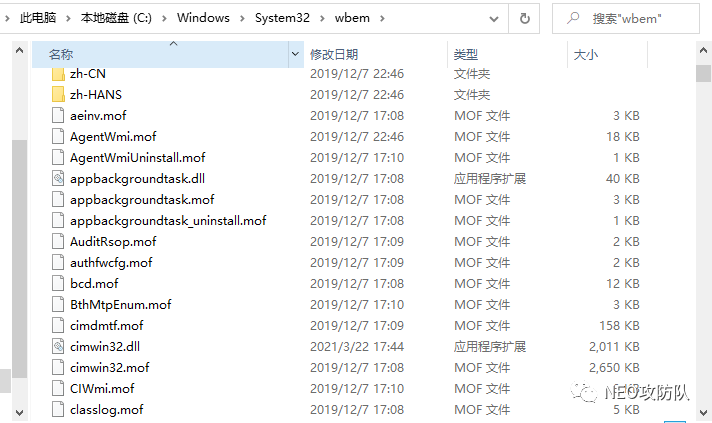 此电脑 › 本地磁盘 (C:) › Windows › System32 › wbem › 搜索"wbem"
名称 修改日期 类型 大小
zh-CN 2019/12/7 22:46 文件夹
zh-HANS 2019/12/7 22:46 文件夹
aeinv.mof 2019/12/7 17:08 MOF 文件 3 KB
AgentWmi.mof 2019/12/7 22:46 MOF 文件 18 KB
AgentWmiUninstall.mof 2019/12/7 17:10 MOF 文件 1 KB
appbackgroundtask.dll 2019/12/7 17:08 应用程序扩展 40 KB
appbackgroundtask.mof 2019/12/7 17:08 MOF 文件 3 KB
appbackgroundtask_uninstall.mof 2019/12/7 17:08 MOF 文件 1 KB
AuditRsop.mof 2019/12/7 17:09 MOF 文件 2 KB
authfwcfg.mof 2019/12/7 17:09 MOF 文件 2 KB
bcd.mof 2019/12/7 17:08 MOF 文件 12 KB
BthMtpEnum.mof 2019/12/7 17:10 MOF 文件 3 KB
cimdmtf.mof 2019/12/7 17:09 MOF 文件 158 KB
cimwin32.dll 2021/3/22 17:44 应用程序扩展 2,011 KB
cimwin32.mof 2019/12/7 17:08 MOF 文件 2,650 KB
CIWmi.mof 2019/12/7 17:10 MOF 文件 KB
NEO攻防队
classlog.mof 2019/12/7 17:08 MOF 文件 5 KB